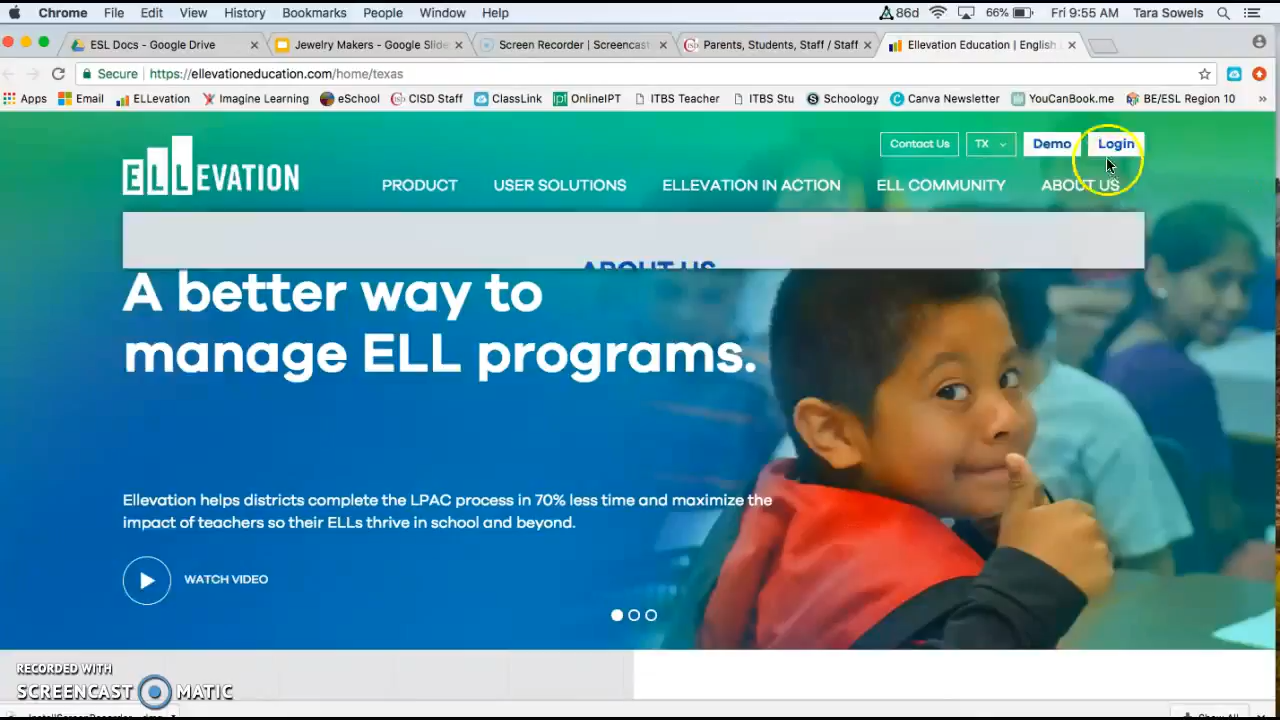 Chrome File Edit View History Bookmarks People Window Help 86d 66% Fri 9:55 AM Tara Sowels
ESL Docs - Google Drive Jewelry Makers - Google Slide Screen Recorder | Screencast Parents, Students, Staff / Staff Ellevation Education | English
Secure https://ellevationeducation.com/home/texas
Apps Email ELLevation Imagine Learning eSchool CISD Staff ClassLink OnlineIPT ITBS Teacher ITBS Stu Schoology Canva Newsletter YouCanBook.me BE/ESL Region 10 »
Contact Us TX Demo Login
ELLEVATION
PRODUCT USER SOLUTIONS ELLEVATION IN ACTION ELL COMMUNITY ABOUT US
ABOUT US
A better way to
manage ELL programs.
Ellevation helps districts complete the LPAC process in 70% less time and maximize the
impact of teachers so their ELLs thrive in school and beyond.
WATCH VIDEO
RECORDED WITH
SCREENCAST MATIC
Show All